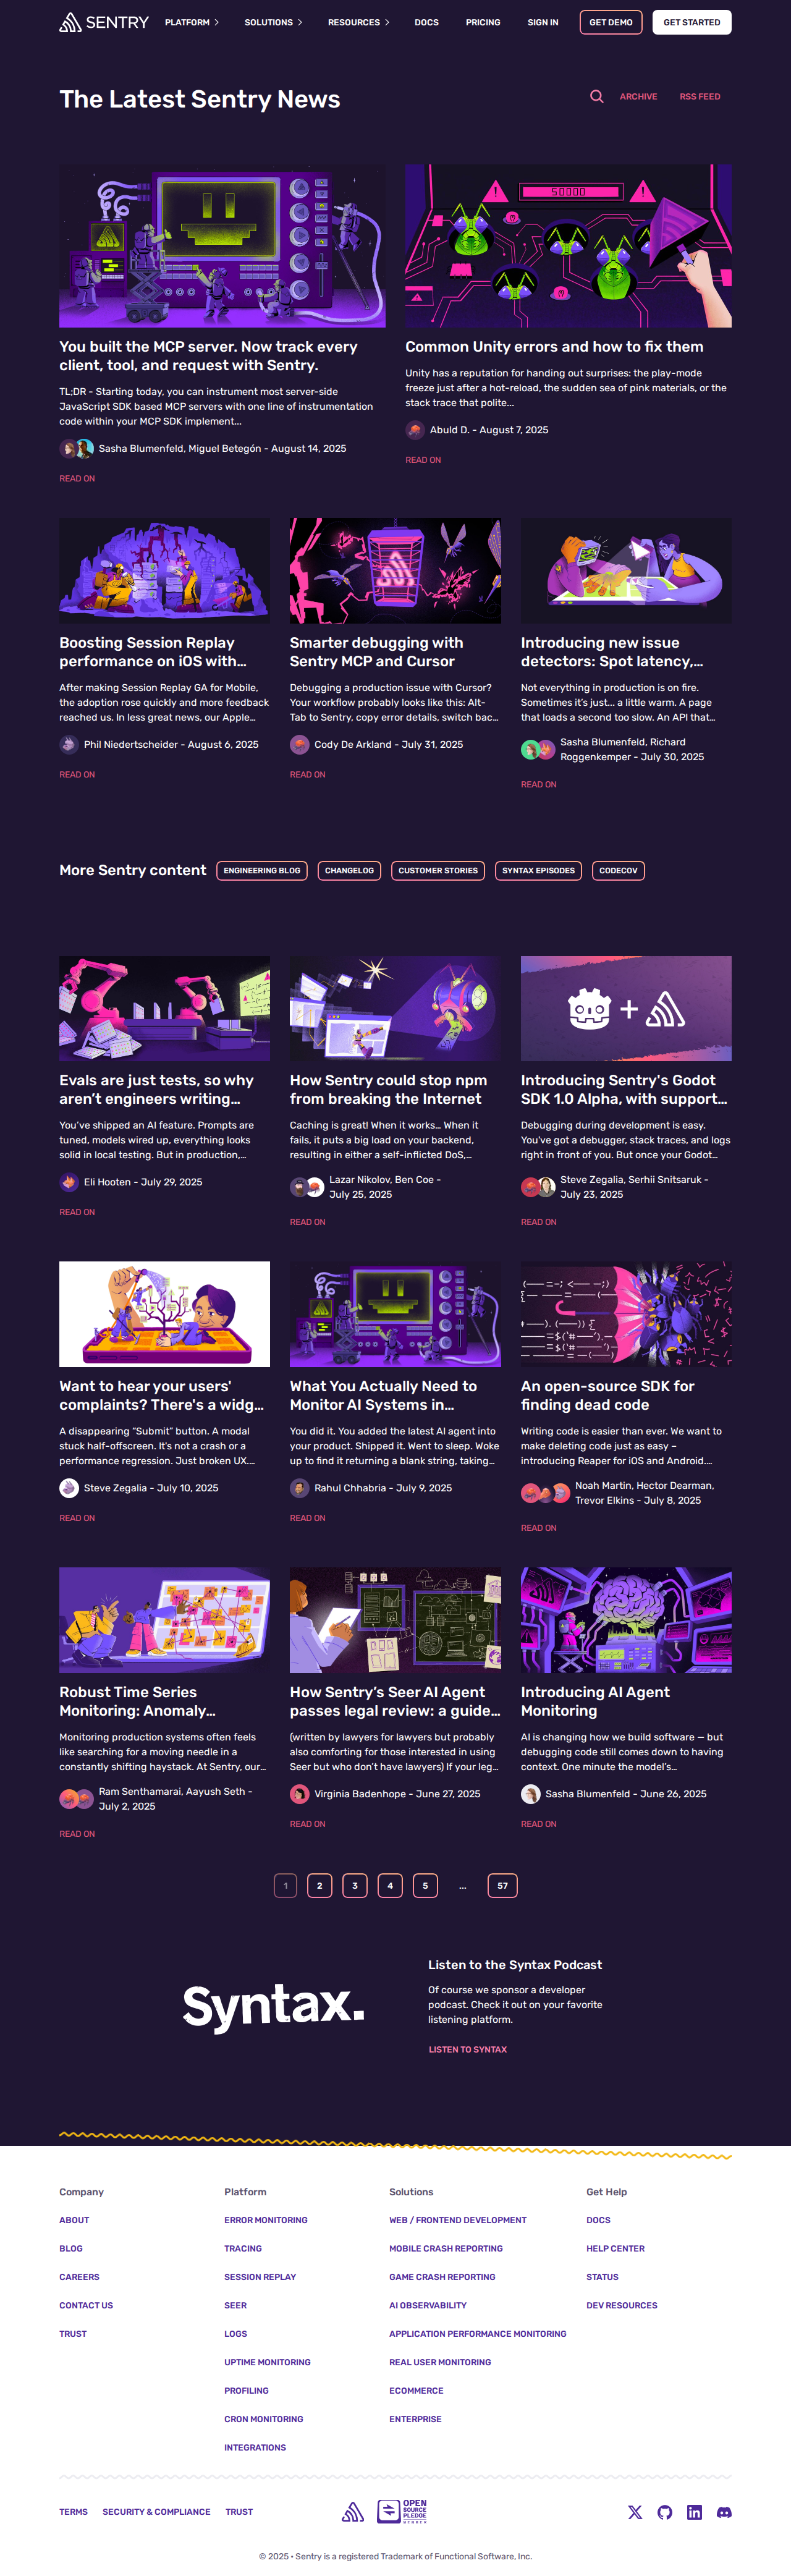 SENTRY
PLATFORM
SOLUTIONS
RESOURCES
DOCS
PRICING
SIGN IN
GET DEMO
GET STARTED
The Latest Sentry News
ARCHIVE
RSS FEED
50000
You built the MCP server. Now track every
client, tool, and request with Sentry.
TL;DR - Starting today, you can instrument most server-side
JavaScript SDK based MCP servers with one line of instrumentation
code within your MCP SDK implement...
Sasha Blumenfeld, Miguel Betegón - August 14, 2025
READ ON
Common Unity errors and how to fix them
Unity has a reputation for handing out surprises: the play-mode
freeze just after a hot-reload, the sudden sea of pink materials, or the
stack trace that polite...
Abuld D. - August 7, 2025
READ ON
Boosting Session Replay
performance on iOS with...
After making Session Replay GA for Mobile,
the adoption rose quickly and more feedback
reached us. In less great news, our Apple...
Phil Niedertscheider - August 6, 2025
READ ON
Smarter debugging with
Sentry MCP and Cursor
Debugging a production issue with Cursor?
Your workflow probably looks like this: Alt-
Tab to Sentry, copy error details, switch bac...
Cody De Arkland - July 31, 2025
READ ON
Introducing new issue
detectors: Spot latency,...
Not everything in production is on fire.
Sometimes it's just... a little warm. A page
that loads a second too slow. An API that...
Sasha Blumenfeld, Richard
Roggenkemper - July 30, 2025
READ ON
More Sentry content
ENGINEERING BLOG
CHANGELOG
CUSTOMER STORIES
SYNTAX EPISODES
CODECOV
Evals are just tests, so why
aren't engineers writing...
You've shipped an AI feature. Prompts are
tuned, models wired up, everything looks
solid in local testing. But in production,...
Eli Hooten - July 29, 2025
READ ON
How Sentry could stop npm
from breaking the Internet
Caching is great! When it works... When it
fails, it puts a big load on your backend,
resulting in either a self-inflicted DoS,...
Lazar Nikolov, Ben Coe -
July 25, 2025
READ ON
Introducing Sentry's Godot
SDK 1.0 Alpha, with support...
Debugging during development is easy.
You've got a debugger, stack traces, and logs
right in front of you. But once your Godot...
Steve Zegalia, Serhii Snitsaruk -
July 23, 2025
READ ON
Want to hear your users'
complaints? There's a widg...
A disappearing "Submit" button. A modal
stuck half-offscreen. It's not a crash or a
performance regression. Just broken UX....
Steve Zegalia - July 10, 2025
READ ON
What You Actually Need to
Monitor AI Systems in...
You did it. You added the latest AI agent into
your product. Shipped it. Went to sleep. Woke
up to find it returning a blank string, taking...
Rahul Chhabria - July 9, 2025
READ ON
An open-source SDK for
finding dead code
Writing code is easier than ever. We want to
make deleting code just as easy –
introducing Reaper for iOS and Android....
Noah Martin, Hector Dearman,
Trevor Elkins - July 8, 2025
READ ON
Robust Time Series
Monitoring: Anomaly...
Monitoring production systems often feels
like searching for a moving needle in a
constantly shifting haystack. At Sentry, our...
Ram Senthamarai, Aayush Seth -
July 2, 2025
READ ON
How Sentry's Seer AI Agent
passes legal review: a guide...
(written by lawyers for lawyers but probably
also comforting for those interested in using
Seer but who don't have lawyers) If your leg...
Virginia Badenhope - June 27, 2025
READ ON
Introducing AI Agent
Monitoring
AI is changing how we build software — but
debugging code still comes down to having
context. One minute the model's...
Sasha Blumenfeld - June 26, 2025
READ ON
1
2
3
4
5
...
57
Syntax.
Listen to the Syntax Podcast
Of course we sponsor a developer
podcast. Check it out on your favorite
listening platform.
LISTEN TO SYNTAX
Company
ABOUT
BLOG
CAREERS
CONTACT US
TRUST
Platform
ERROR MONITORING
TRACING
SESSION REPLAY
SEER
LOGS
UPTIME MONITORING
PROFILING
CRON MONITORING
INTEGRATIONS
Solutions
WEB / FRONTEND DEVELOPMENT
MOBILE CRASH REPORTING
GAME CRASH REPORTING
AI OBSERVABILITY
APPLICATION PERFORMANCE MONITORING
REAL USER MONITORING
ECOMMERCE
ENTERPRISE
Get Help
DOCS
HELP CENTER
STATUS
DEV RESOURCES
TERMS
SECURITY & COMPLIANCE
TRUST
OPEN
SOURCE
PLEDGE
MEMBER
© 2025 • Sentry is a registered Trademark of Functional Software, Inc.